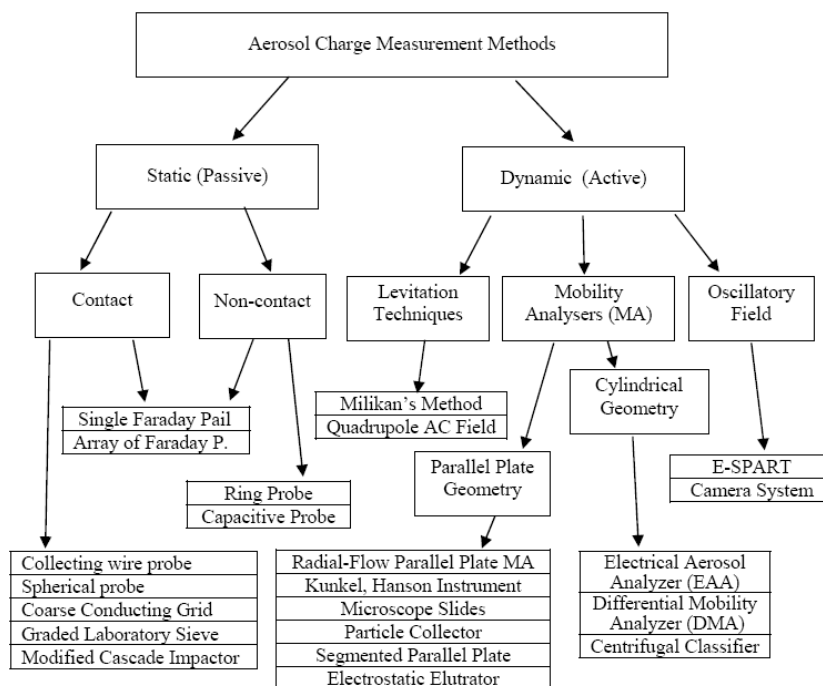 Aerosol Charge Measurement Methods
Static (Passive)
Dynamic (Active)
Contact
Non-contact
Levitation
Techniques
Mobility
Analysers (MA)
Oscillatory
Field
Single Faraday Pail
Array of Faraday P.
Milikan's Method
Quadrupole AC Field
Cylindrical
Geometry
Parallel Plate
Geometry
E-SPART
Camera System
Ring Probe
Capacitive Probe
Collecting wire probe
Spherical probe
Coarse Conducting Grid
Graded Laboratory Sieve
Modified Cascade Impactor
Radial-Flow Parallel Plate MA
Kunkel, Hanson Instrument
Microscope Slides
Particle Collector
Segmented Parallel Plate
Electrostatic Elutrator
Electrical Aerosol
Analyzer (EAA)
Differential Mobility
Analyzer (DMA)
Centrifugal Classifier